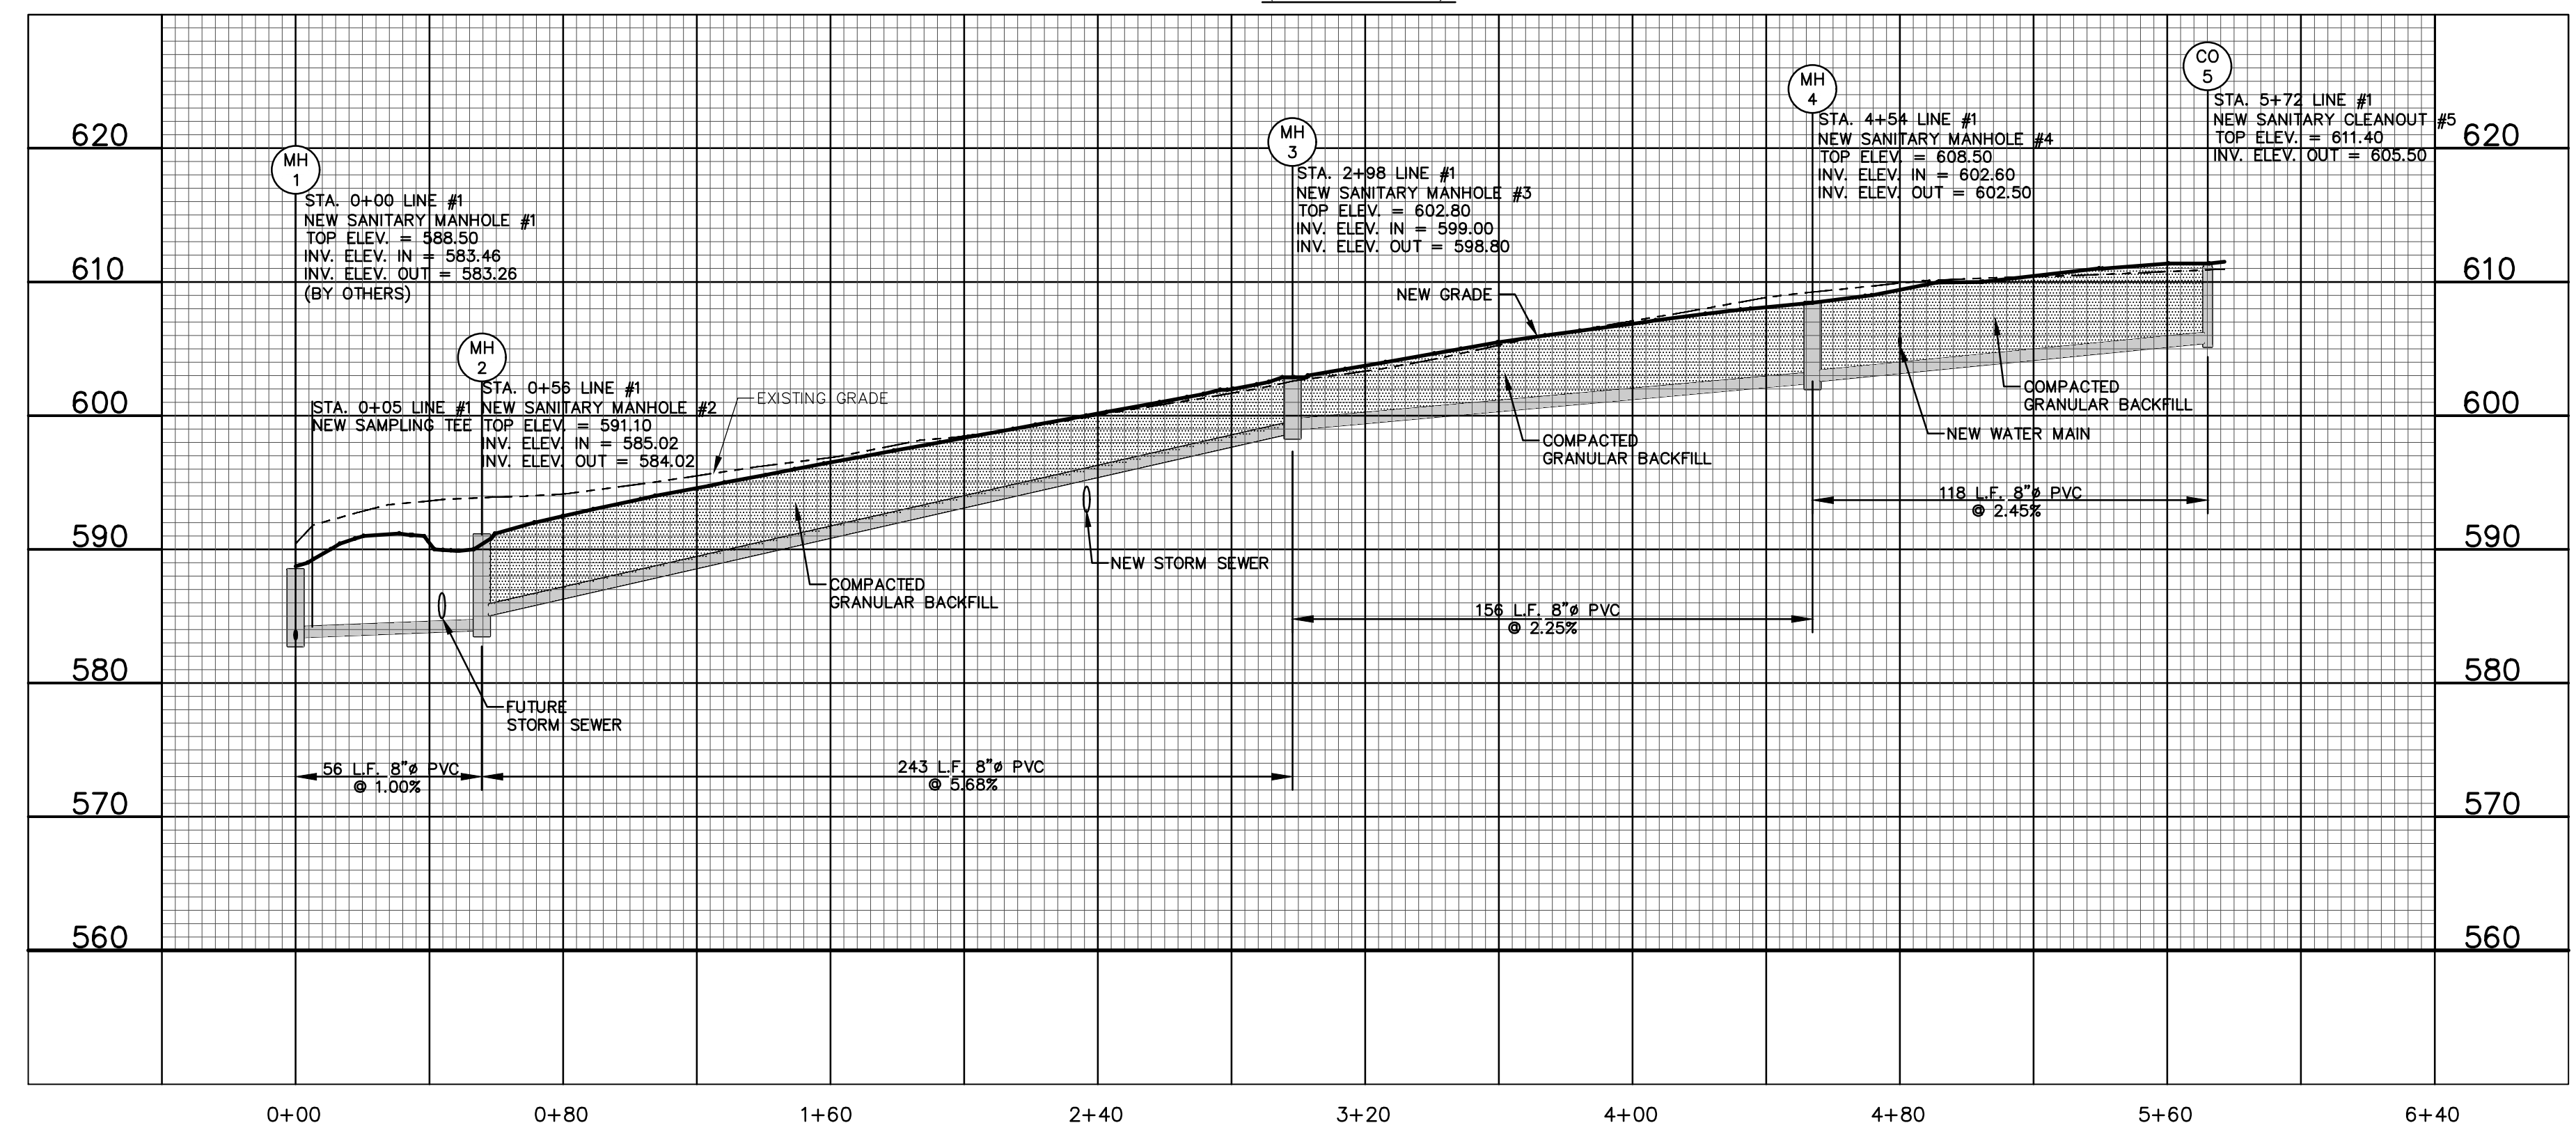 CO
5
STA. 5+72 LINE #1
NEW SANITARY CLEANOUT #5
TOP ELEV. = 611.40
INV. ELEV. OUT = 605.50
MH
4
STA. 4+54 LINE #1
NEW SANITARY MANHOLE #4
TOP ELEV. = 608.50
INV. ELEV. IN = 602.60
INV. ELEV. OUT = 602.50
MH
3
STA. 2+98 LINE #1
NEW SANITARY MANHOLE #3
TOP ELEV. = 602.80
INV. ELEV. IN = 599.00
INV. ELEV. OUT = 598.80
MH
1
STA. 0+00 LINE #1
NEW SANITARY MANHOLE #1
TOP ELEV. = 588.50
INV. ELEV. IN = 583.46
INV. ELEV. OUT = 583.26
(BY OTHERS)
MH
2
STA. 0+56 LINE #1
NEW SANITARY MANHOLE #2
TOP ELEV. = 591.10
INV. ELEV. IN = 585.02
INV. ELEV. OUT = 584.02
STA. 0+05 LINE #1
NEW SAMPLING TEE
EXISTING GRADE
NEW GRADE
COMPACTED
GRANULAR BACKFILL
NEW WATER MAIN
COMPACTED
GRANULAR BACKFILL
118 L.F. 8"ø PVC
@ 2.45%
NEW STORM SEWER
COMPACTED
GRANULAR BACKFILL
156 L.F. 8"ø PVC
@ 2.25%
FUTURE
STORM SEWER
56 L.F. 8"ø PVC
@ 1.00%
243 L.F. 8"ø PVC
@ 5.68%
620
610
600
590
580
570
560
620
610
600
590
580
570
560
0+00
0+80
1+60
2+40
3+20
4+00
4+80
5+60
6+40